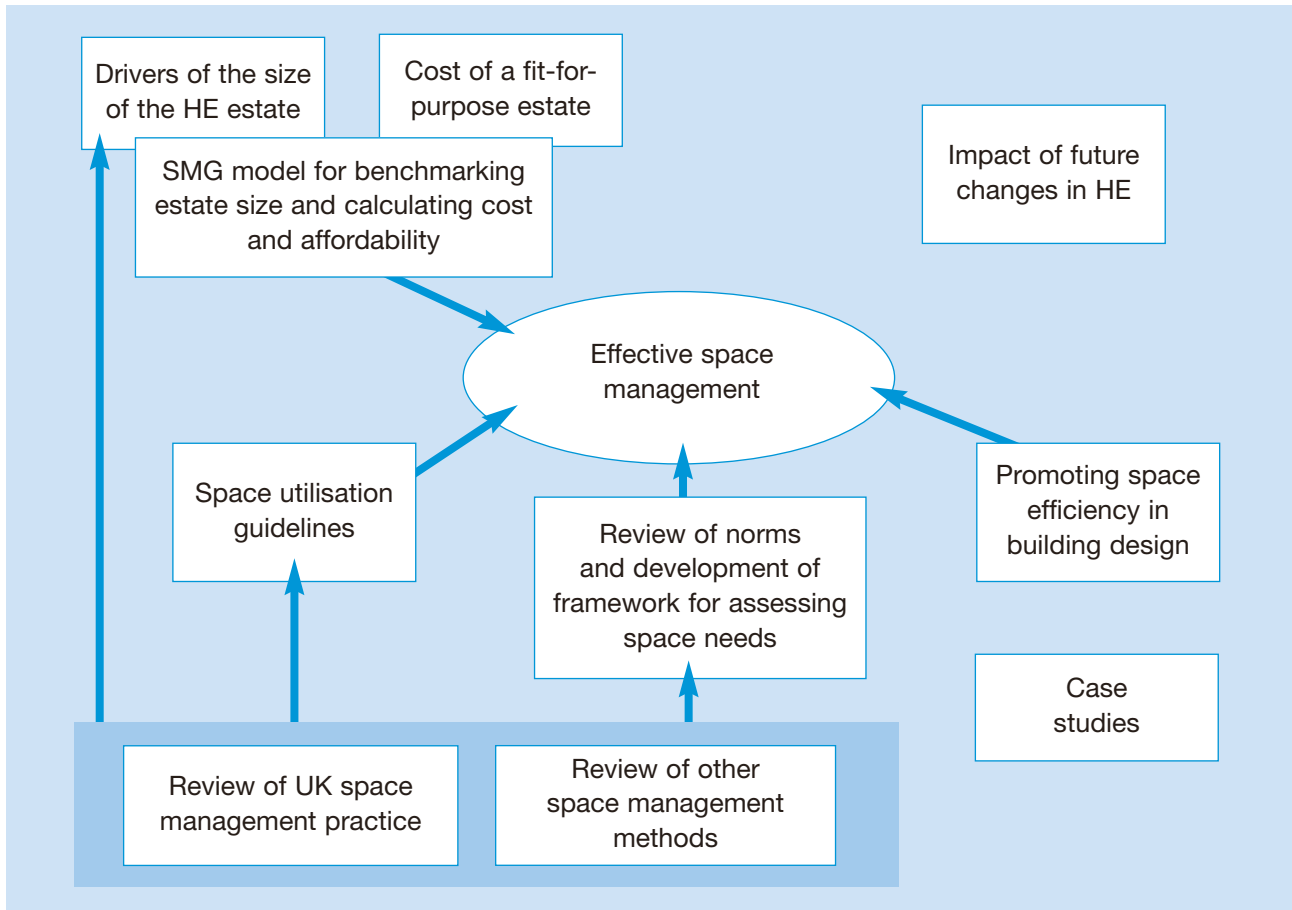 Drivers of the size
of the HE estate
Cost of a fit-for-
purpose estate
SMG model for benchmarking
estate size and calculating cost
and affordability
Impact of future
changes in HE
Effective space
management
Space utilisation
guidelines
Review of norms
and development of
framework for assessing
space needs
Promoting space
efficiency in
building design
Case
studies
Review of UK space
management practice
Review of other
space management
methods